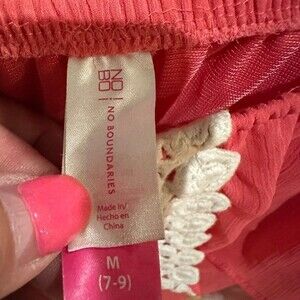 NO
BO
NO BOUNDARIES
Made in/
Hecho en
China
M
(7-9)